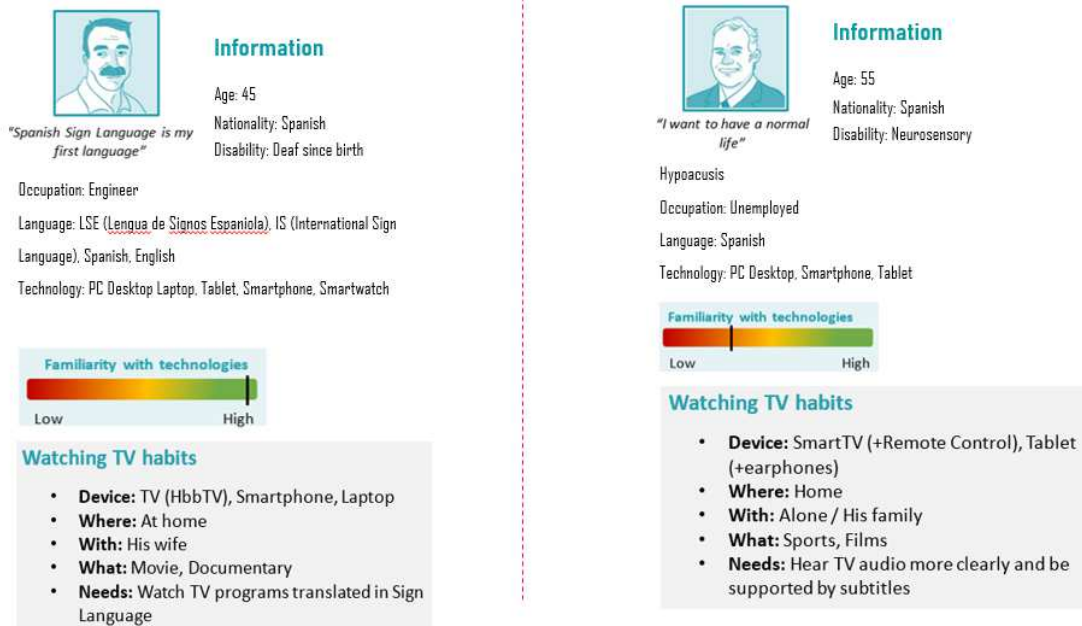 Information
Age: 45
Nationality: Spanish
Disability: Deaf since birth
"Spanish Sign Language is my
first language"
Occupation: Engineer
Language: LSE (Lengua de Signos Espaniola), IS (International Sign
Language), Spanish, English
Technology: PC Desktop Laptop, Tablet, Smartphone, Smartwatch
Familiarity with technologies
Low High
Watching TV habits
• Device: TV (HbbTV), Smartphone, Laptop
• Where: At home
• With: His wife
• What: Movie, Documentary
• Needs: Watch TV programs translated in Sign
Language
Information
Age: 55
Nationality: Spanish
Disability: Neurosensory
"I want to have a normal
life"
Hypoacusis
Occupation: Unemployed
Language: Spanish
Technology: PC Desktop, Smartphone, Tablet
Familiarity with technologies
Low High
Watching TV habits
• Device: SmartTV (+Remote Control), Tablet
(+earphones)
• Where: Home
• With: Alone / His family
• What: Sports, Films
• Needs: Hear TV audio more clearly and be
supported by subtitles